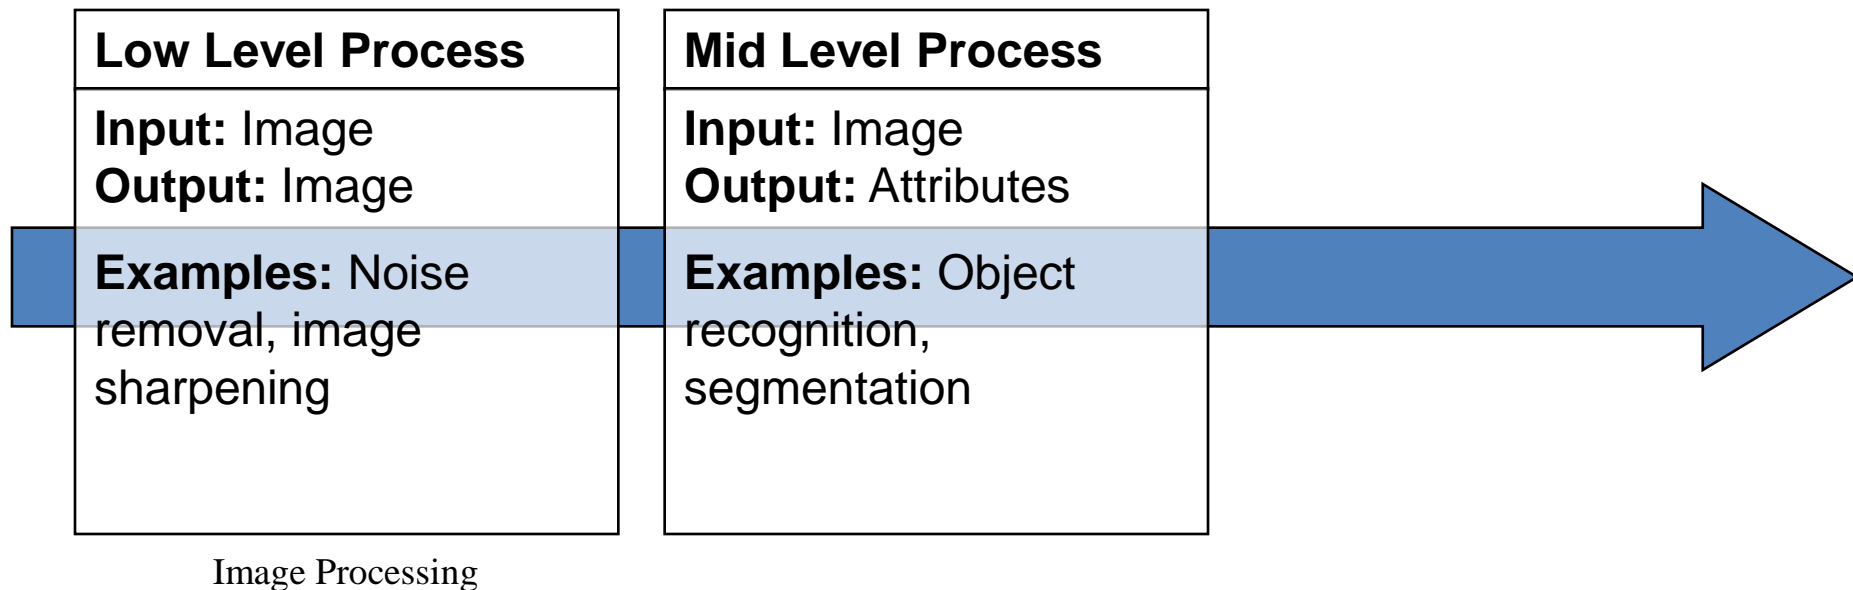 Low Level Process
Input: Image
Output: Image
Examples: Noise
removal, image
sharpening
Mid Level Process
Input: Image
Output: Attributes
Examples: Object
recognition,
segmentation
Image Processing